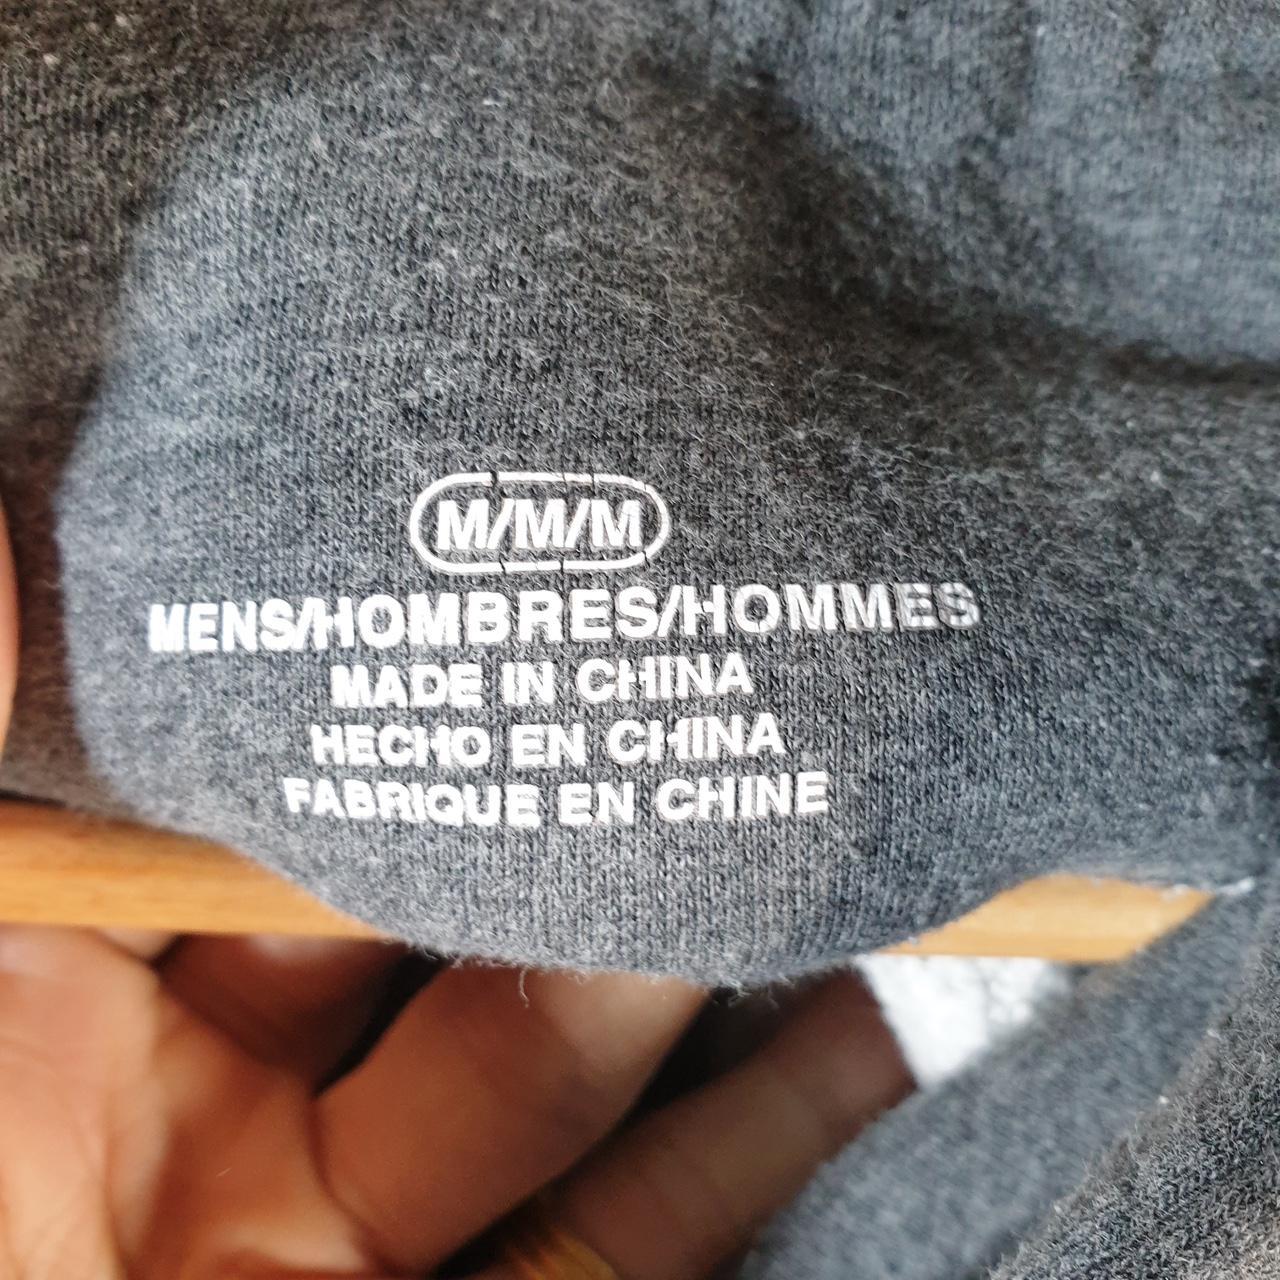 M/M/M
MENS/HOMBRES/HOMMES
MADE IN CHINA
HECHO EN CHINA
FABRIQUE EN CHINE